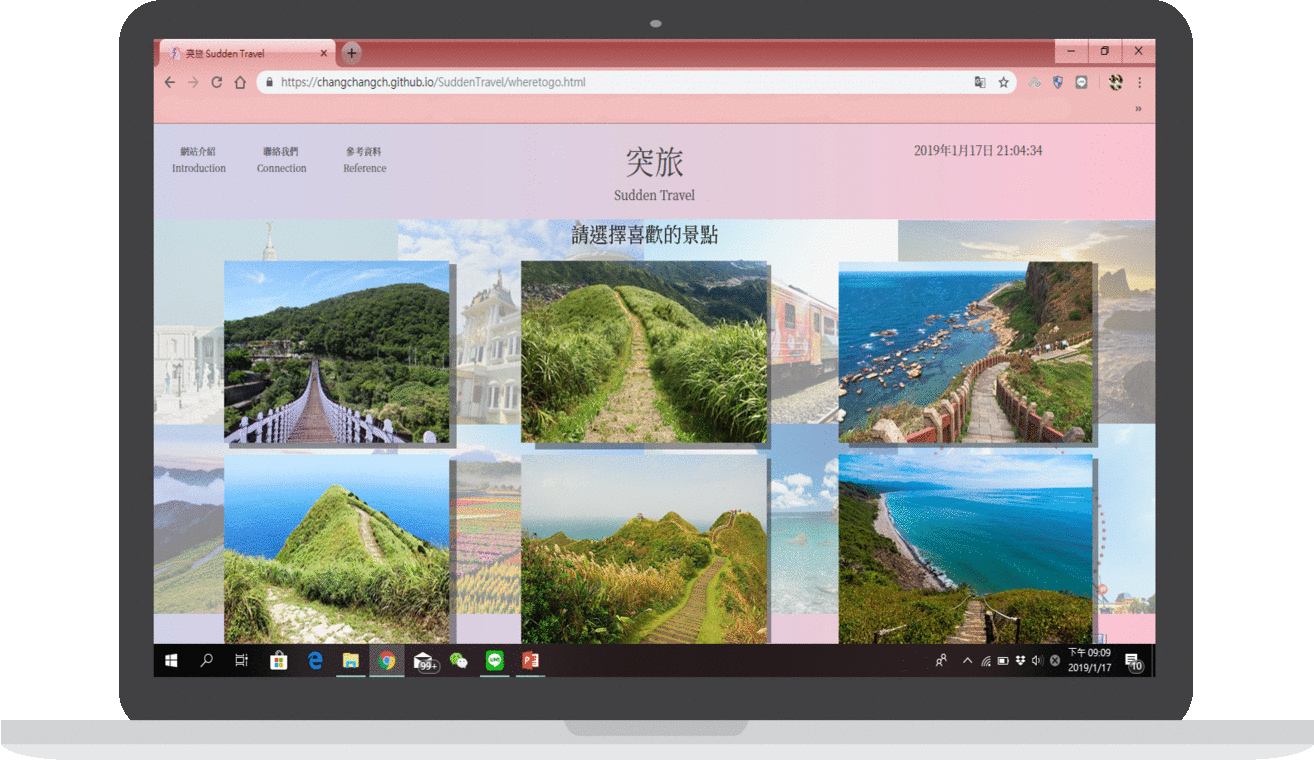 突旅 Sudden Travel
https://changchangch.github.io/SuddenTravel/wheretogo.html
網站介紹
Introduction
聯絡我們
Connection
參考資料
Reference
突旅
Sudden Travel
2019年1月17日 21:04:34
請選擇喜歡的景點
99+
下午 09:09
2019/1/17
10